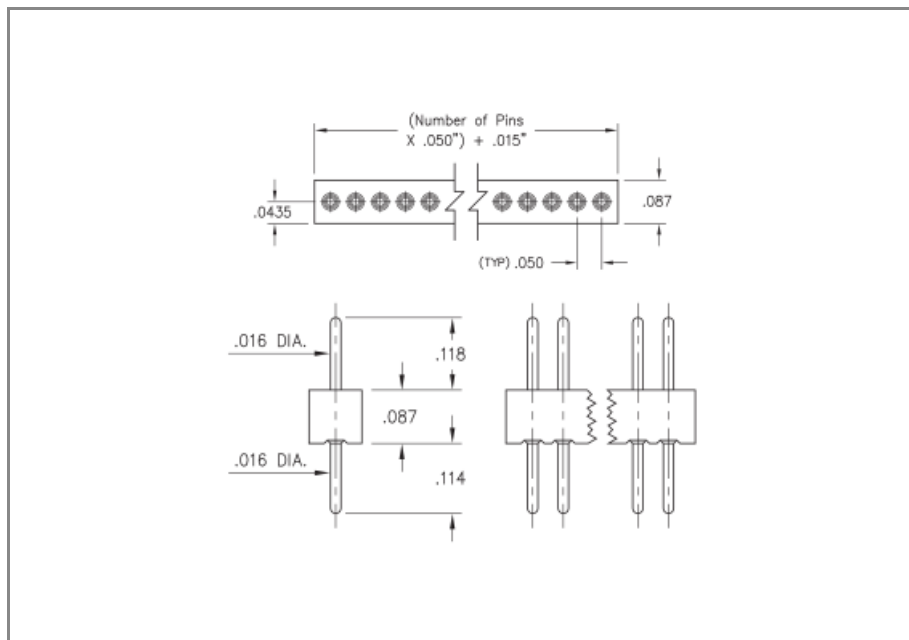 (Number of Pins
X .050") + .015"
.0435
.087
(TYP) .050
.016 DIA.
.118
.087
.016 DIA.
.114